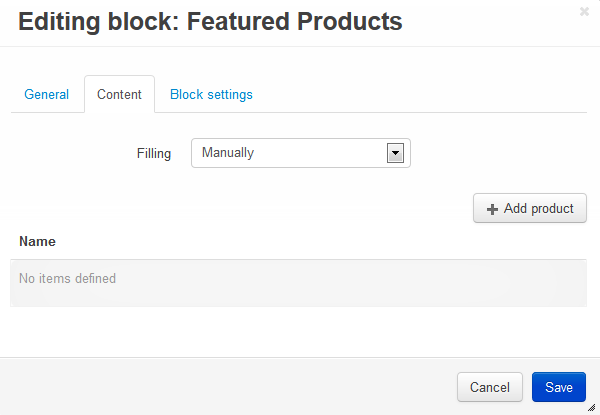 Editing block: Featured Products
General Content Block settings
Filling Manually
Add product
Name
No items defined
Cancel Save